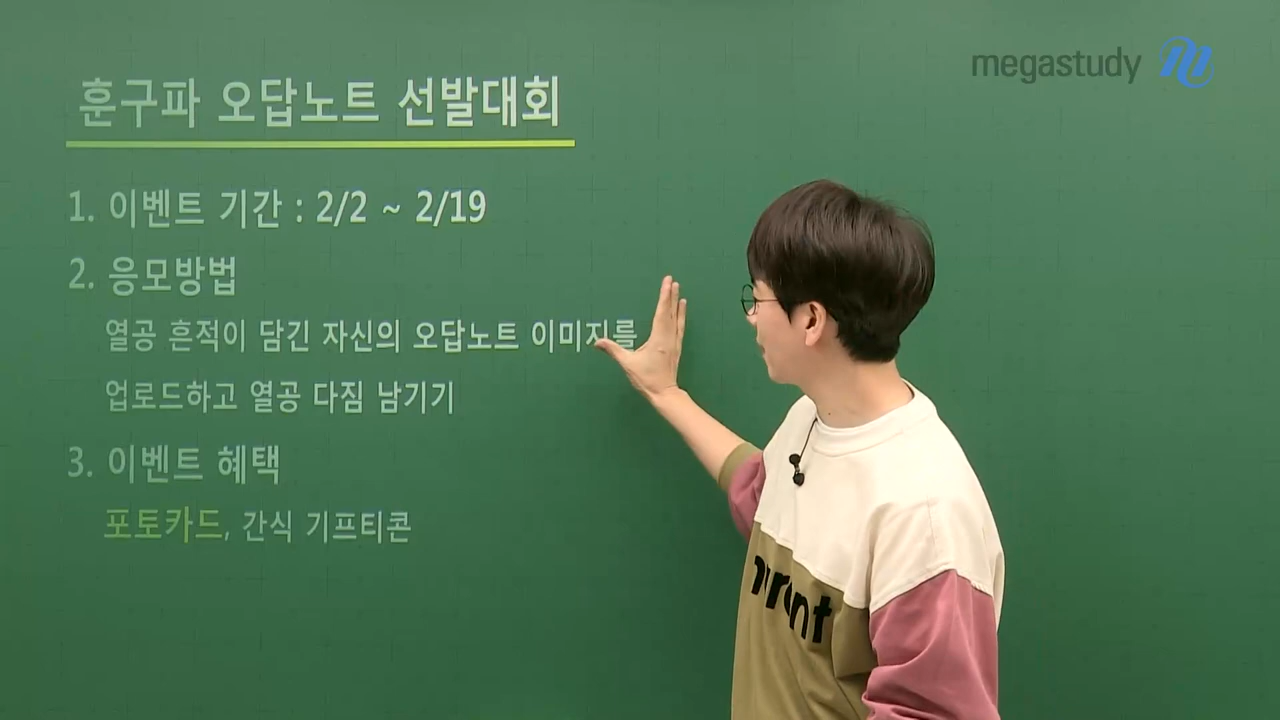 megastudy
훈구파 오답노트 선발대회
1. 이벤트 기간 : 2/2 ~ 2/19
2. 응모방법
열공 흔적이 담긴 자신의 오답노트 이미지를
업로드하고 열공 다짐 남기기
3. 이벤트 혜택
포토카드, 간식 기프티콘